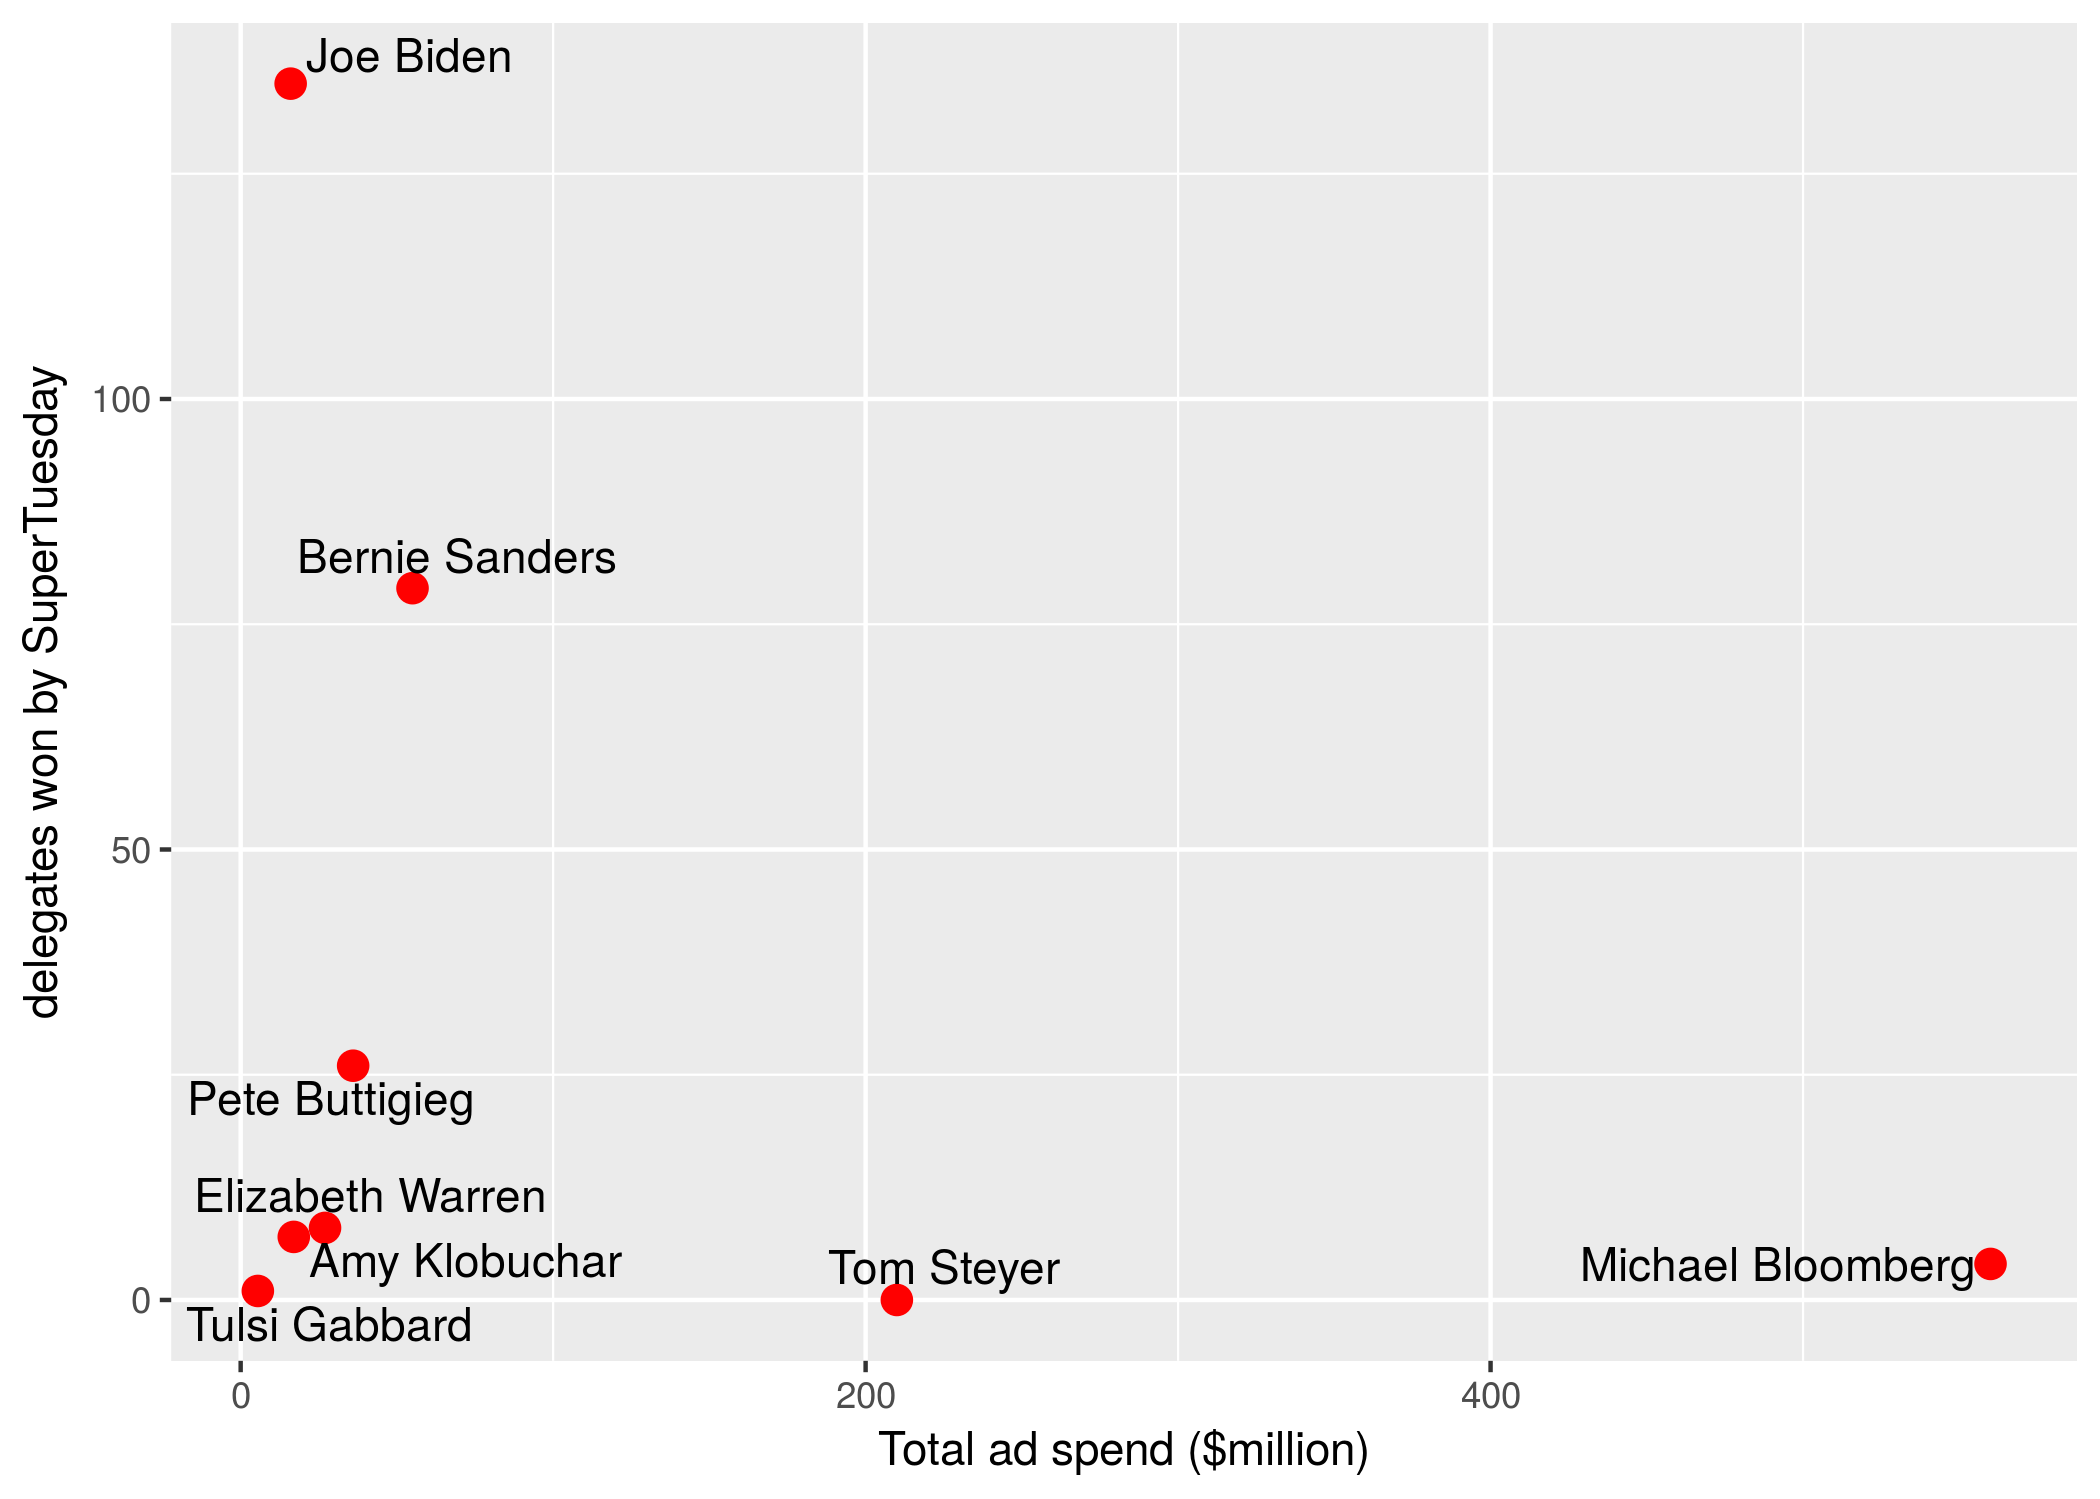 Joe Biden
100
Bernie Sanders
delegates won by SuperTuesday
50
Pete Buttigieg
Elizabeth Warren
Amy Klobuchar
Tom Steyer
Michael Bloomberg
0
Tulsi Gabbard
0
200
400
Total ad spend ($million)